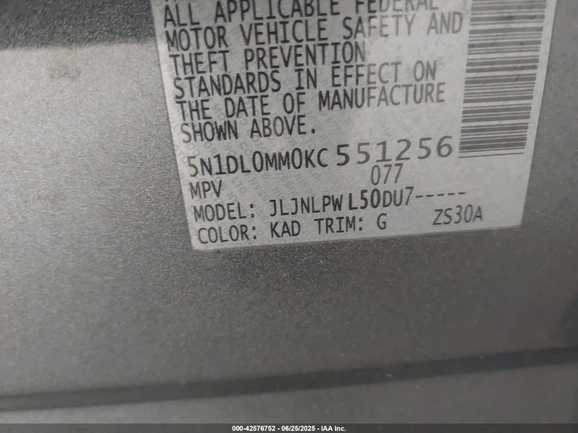 ALL APPLICABLE FEDERAL
MOTOR VEHICLE SAFETY AND
THEFT PREVENTION
STANDARDS IN EFFECT ON
THE DATE OF MANUFACTURE
SHOWN ABOVE.
5N1DL0MM0KC551256
MPV 077
MODEL: JLJNLPWL50DU7-----
COLOR: KAD TRIM: G ZS30A
000-42576752 - 06/25/2025 - IAA Inc.